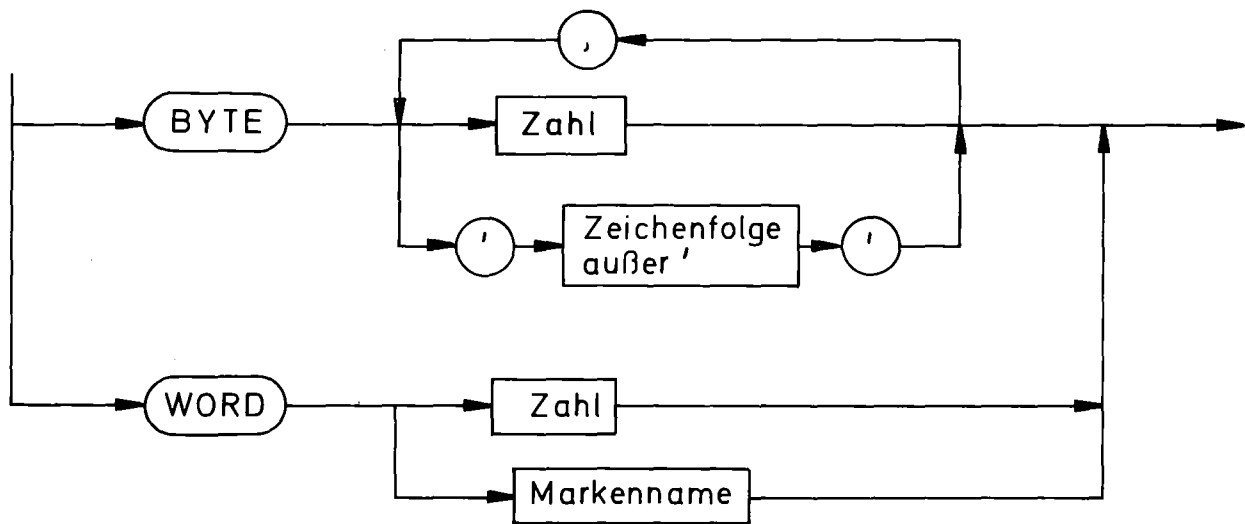 ,
BYTE
Zahl
'
Zeichenfolge
außer '
'
WORD
Zahl
Markenname